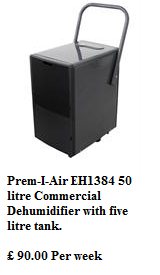 Prem-I-Air EH1384 50
litre Commercial
Dehumidifier with five
litre tank.
£ 90.00 Per week